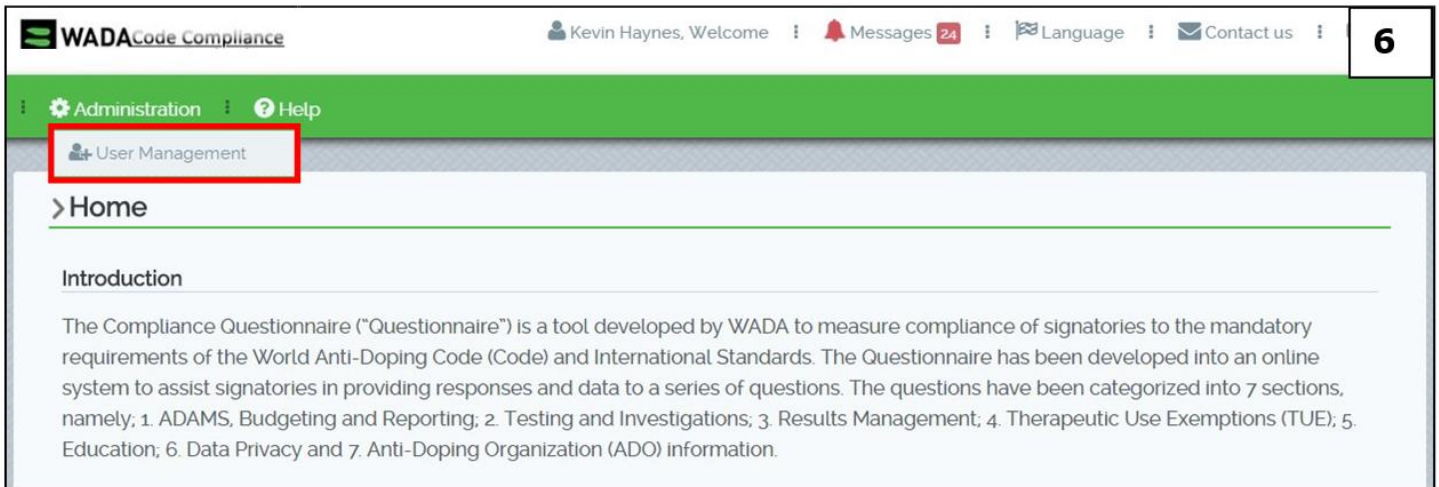 WADACode Compliance
Kevin Haynes, Welcome
Messages 24
Language
Contact us
6
Administration
Help
User Management
Home
Introduction
The Compliance Questionnaire ("Questionnaire") is a tool developed by WADA to measure compliance of signatories to the mandatory
requirements of the World Anti-Doping Code (Code) and International Standards. The Questionnaire has been developed into an online
system to assist signatories in providing responses and data to a series of questions. The questions have been categorized into 7 sections,
namely; 1. ADAMS, Budgeting and Reporting; 2. Testing and Investigations; 3. Results Management; 4. Therapeutic Use Exemptions (TUE); 5.
Education; 6. Data Privacy and 7. Anti-Doping Organization (ADO) information.